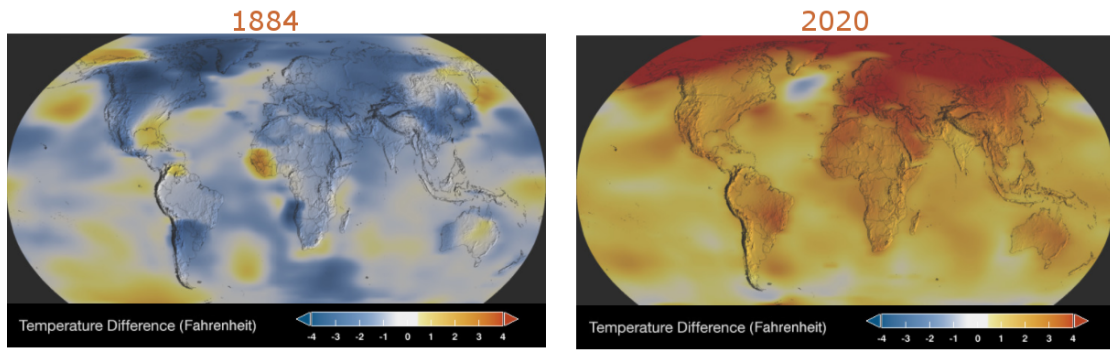 1884
2020
Temperature Difference (Fahrenheit)
-4 -3 -2 -1 0 1 2 3 4
Temperature Difference (Fahrenheit)
-4 -3 -2 -1 0 1 2 3 4